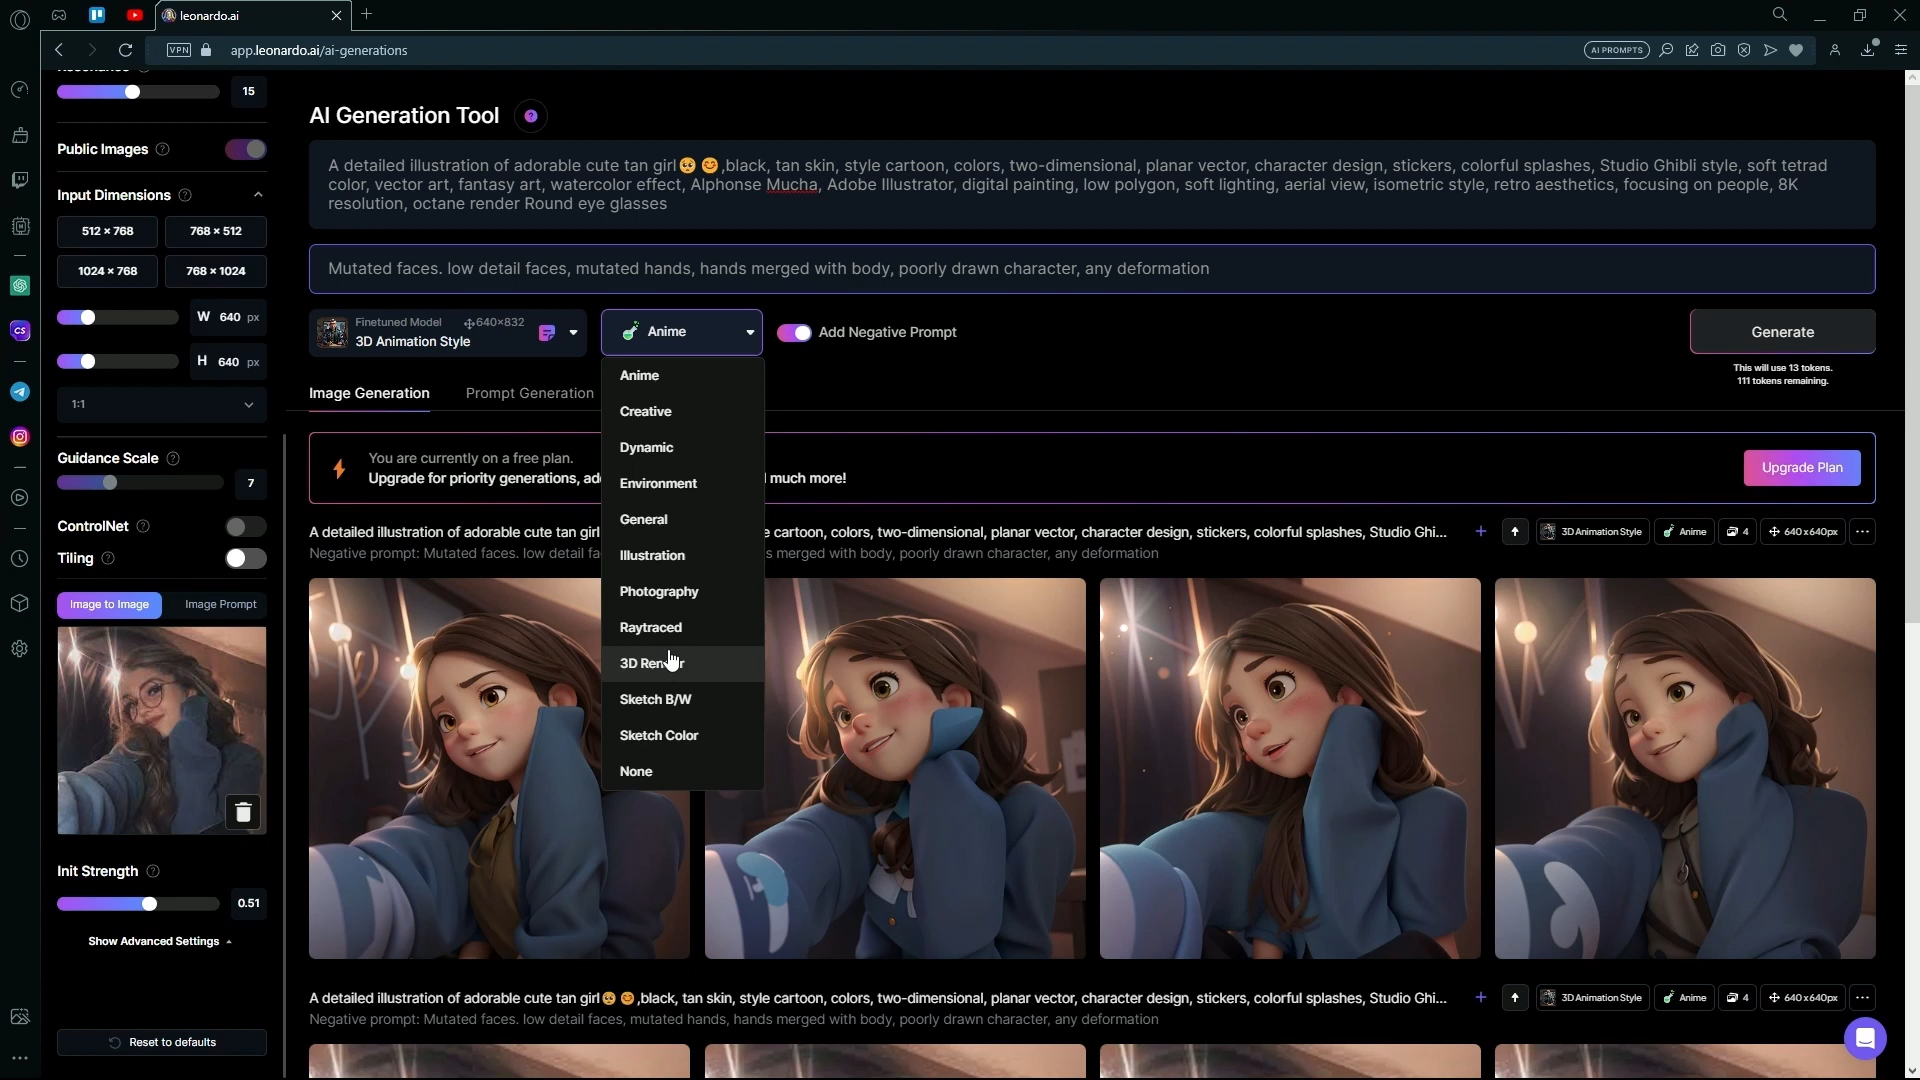 leonardo.ai
VPN
app.leonardo.ai/ai-generations
AI PROMPTS
15
Public Images
Input Dimensions
512 × 768
768 × 512
1024 × 768
768 × 1024
W 640 px
H 640 px
1:1
Guidance Scale
7
ControlNet
Tiling
Image to Image
Image Prompt
Init Strength
0.51
Show Advanced Settings
Reset to defaults
AI Generation Tool
A detailed illustration of adorable cute tan girl🥺 😊 ,black, tan skin, style cartoon, colors, two-dimensional, planar vector, character design, stickers, colorful splashes, Studio Ghibli style, soft tetrad
color, vector art, fantasy art, watercolor effect, Alphonse Mucha, Adobe Illustrator, digital painting, low polygon, soft lighting, aerial view, isometric style, retro aesthetics, focusing on people, 8K
resolution, octane render Round eye glasses
Mutated faces. low detail faces, mutated hands, hands merged with body, poorly drawn character, any deformation
Finetuned Model
640×832
3D Animation Style
Anime
Add Negative Prompt
Generate
This will use 13 tokens.
111 tokens remaining.
Image Generation
Prompt Generation
Anime
Creative
Dynamic
Environment
General
Illustration
Photography
Raytraced
3D Render
Sketch B/W
Sketch Color
None
You are currently on a free plan.
Upgrade for priority generations, ad
much more!
Upgrade Plan
A detailed illustration of adorable cute tan girl
e cartoon, colors, two-dimensional, planar vector, character design, stickers, colorful splashes, Studio Ghi...
3D Animation Style
Anime
4
640x640px
Negative prompt: Mutated faces. low detail fa
s merged with body, poorly drawn character, any deformation
A detailed illustration of adorable cute tan girl🥺 😊 ,black, tan skin, style cartoon, colors, two-dimensional, planar vector, character design, stickers, colorful splashes, Studio Ghi...
3D Animation Style
Anime
4
640x640px
Negative prompt: Mutated faces. low detail faces, mutated hands, hands merged with body, poorly drawn character, any deformation